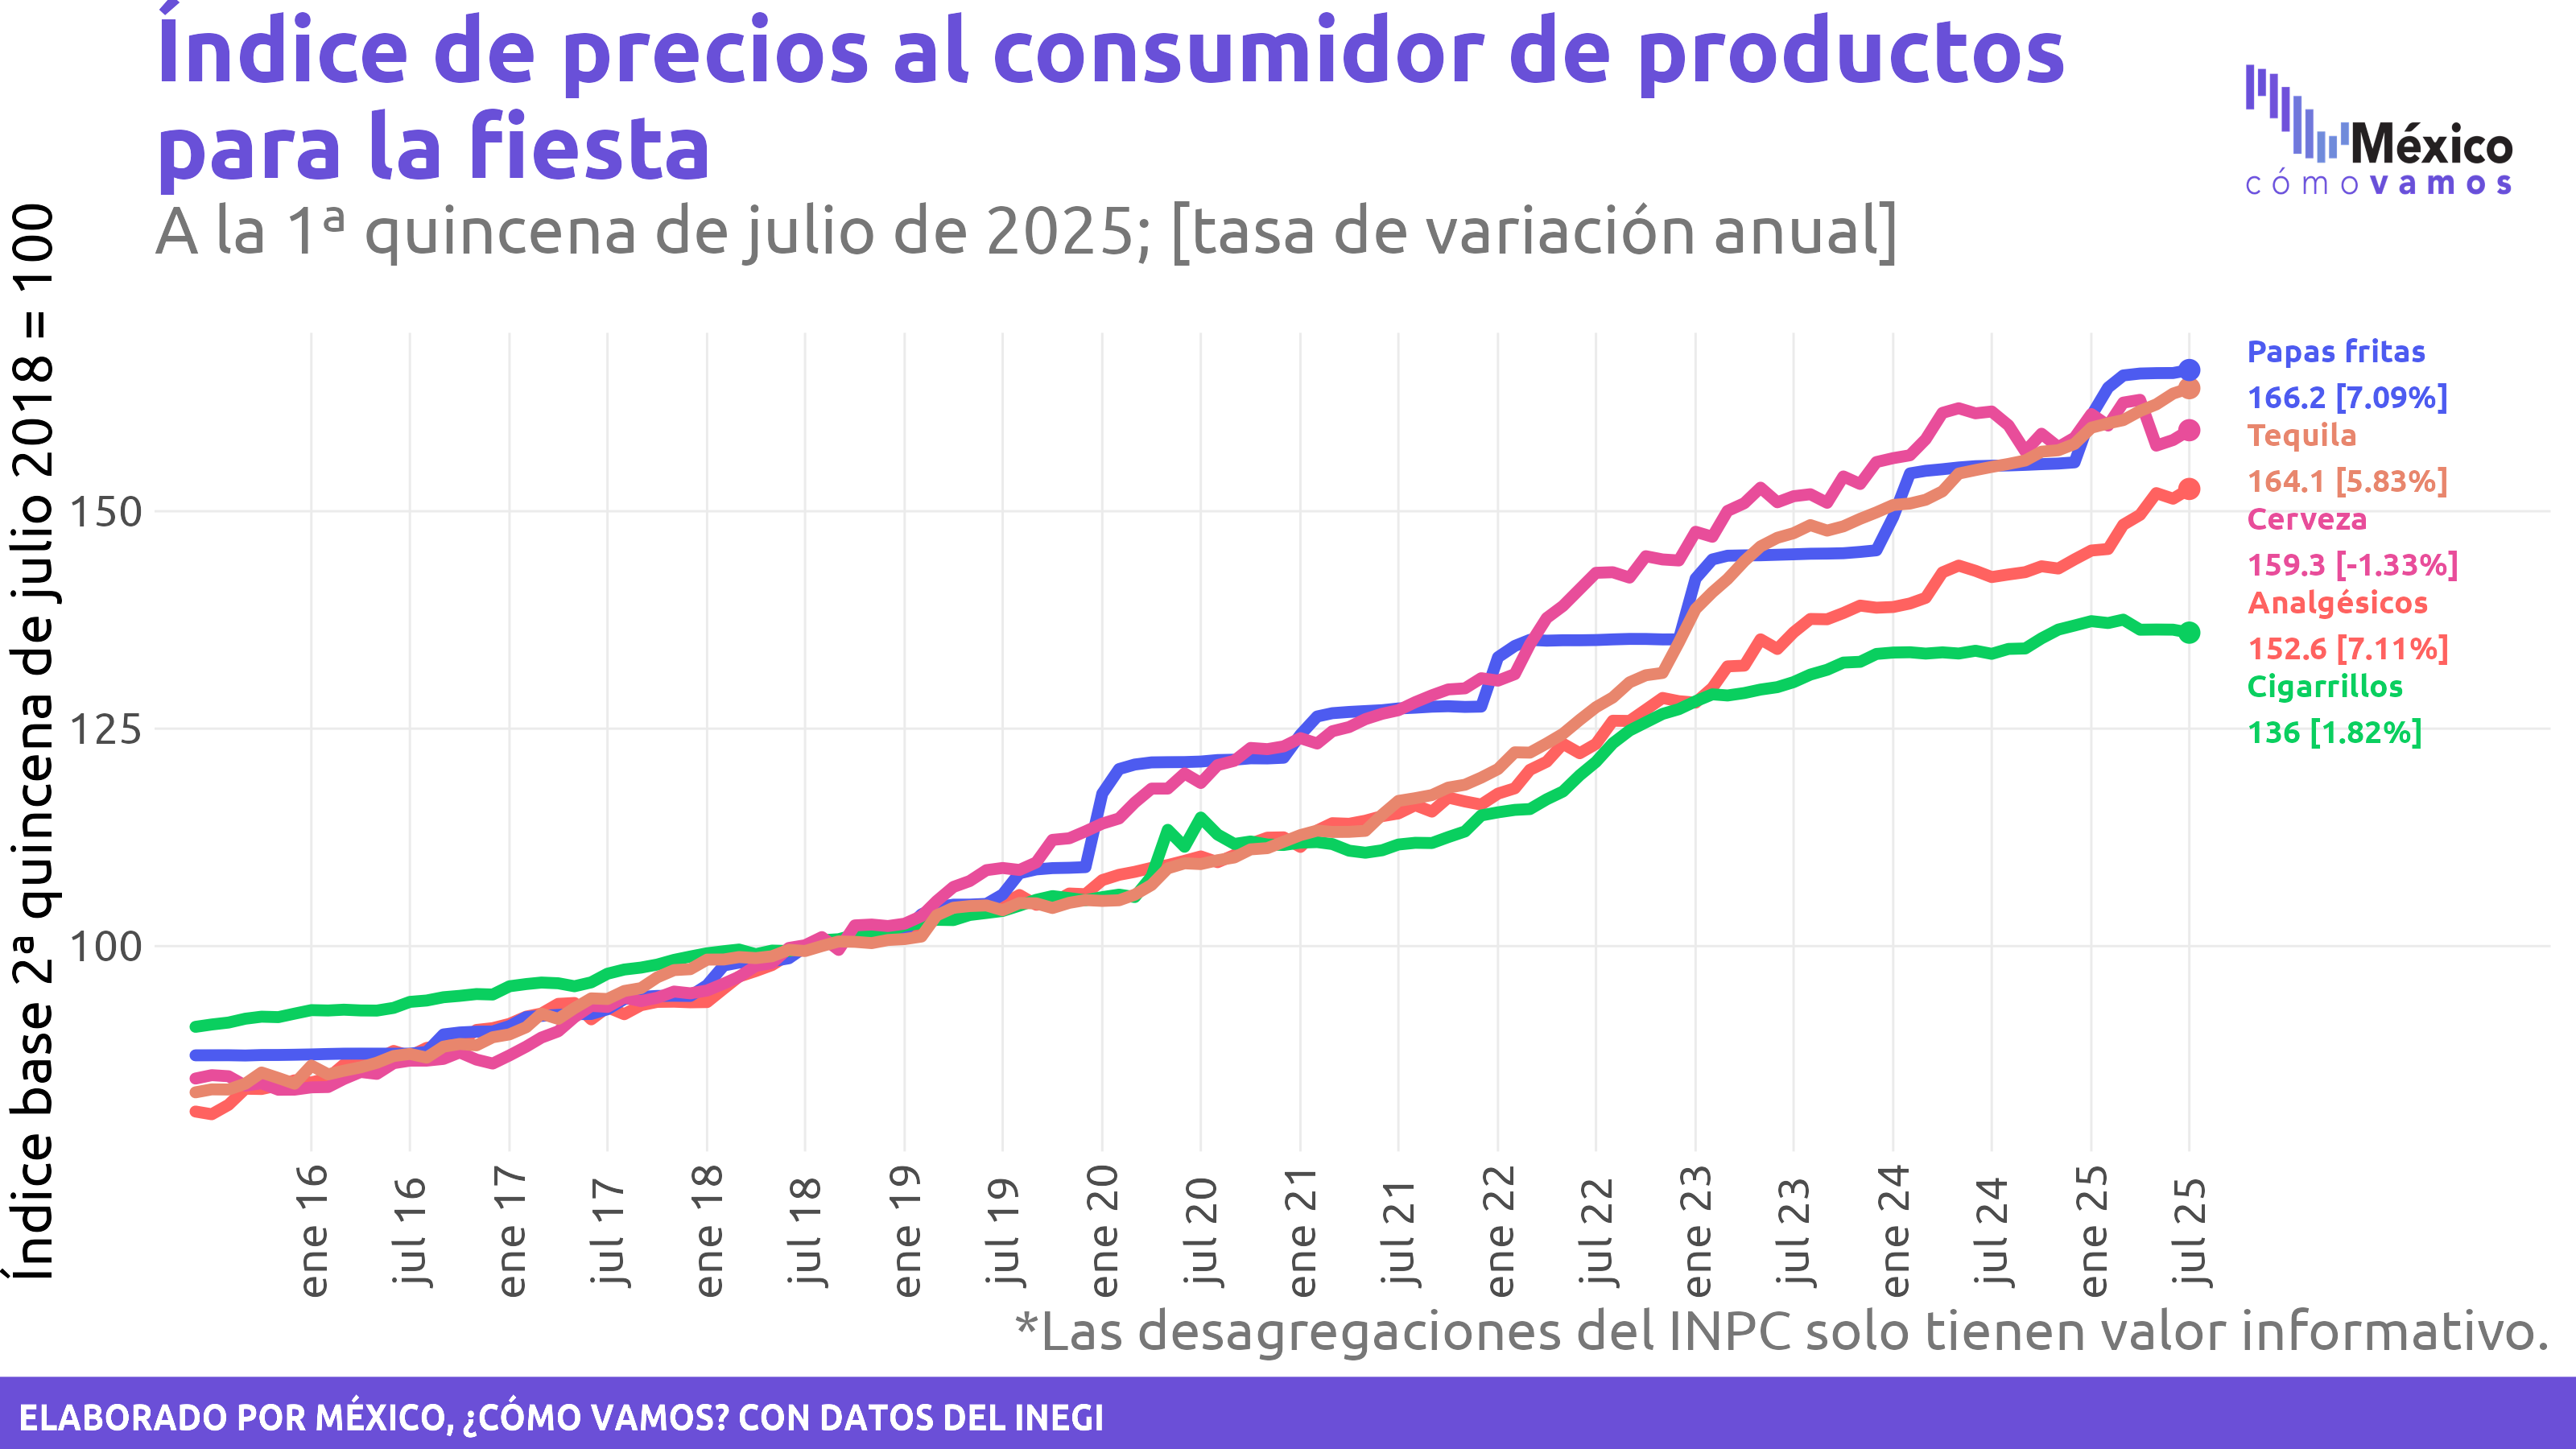 Índice de precios al consumidor de productos
para la fiesta
A la 1ª quincena de julio de 2025; [tasa de variación anual]
México
cómovamos
Índice base 2ª quincena de julio 2018 = 100
150
125
100
Papas fritas
166.2 [7.09%]
Tequila
164.1 [5.83%]
Cerveza
159.3 [-1.33%]
Analgésicos
152.6 [7.11%]
Cigarrillos
136 [1.82%]
ene 16
jul 16
ene 17
jul 17
ene 18
jul 18
ene 19
jul 19
ene 20
jul 20
ene 21
jul 21
ene 22
jul 22
ene 23
jul 23
ene 24
jul 24
ene 25
jul 25
*Las desagregaciones del INPC solo tienen valor informativo.
ELABORADO POR MÉXICO, ¿CÓMO VAMOS? CON DATOS DEL INEGI